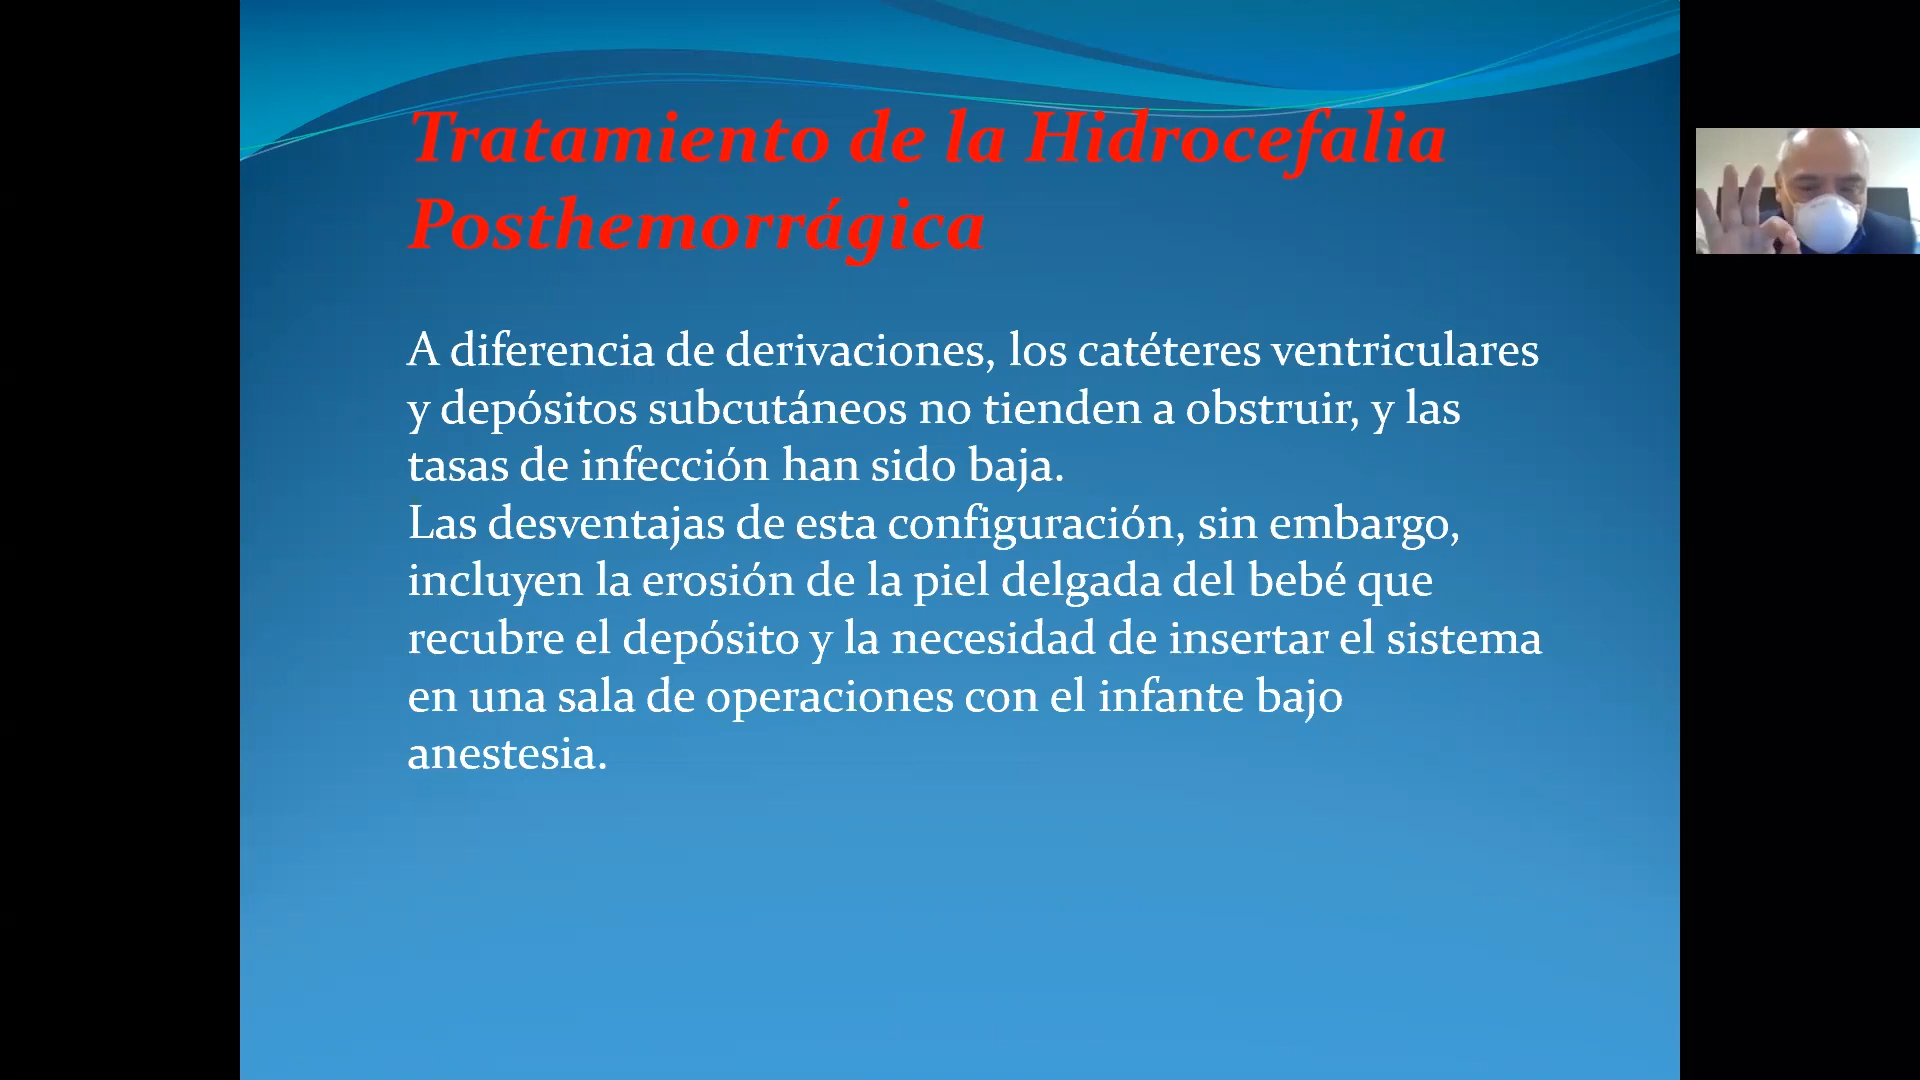 Tratamiento de la Hidrocefalia
Posthemorrágica
A diferencia de derivaciones, los catéteres ventriculares
y depósitos subcutáneos no tienden a obstruir, y las
tasas de infección han sido baja.
Las desventajas de esta configuración, sin embargo,
incluyen la erosión de la piel delgada del bebé que
recubre el depósito y la necesidad de insertar el sistema
en una sala de operaciones con el infante bajo
anestesia.